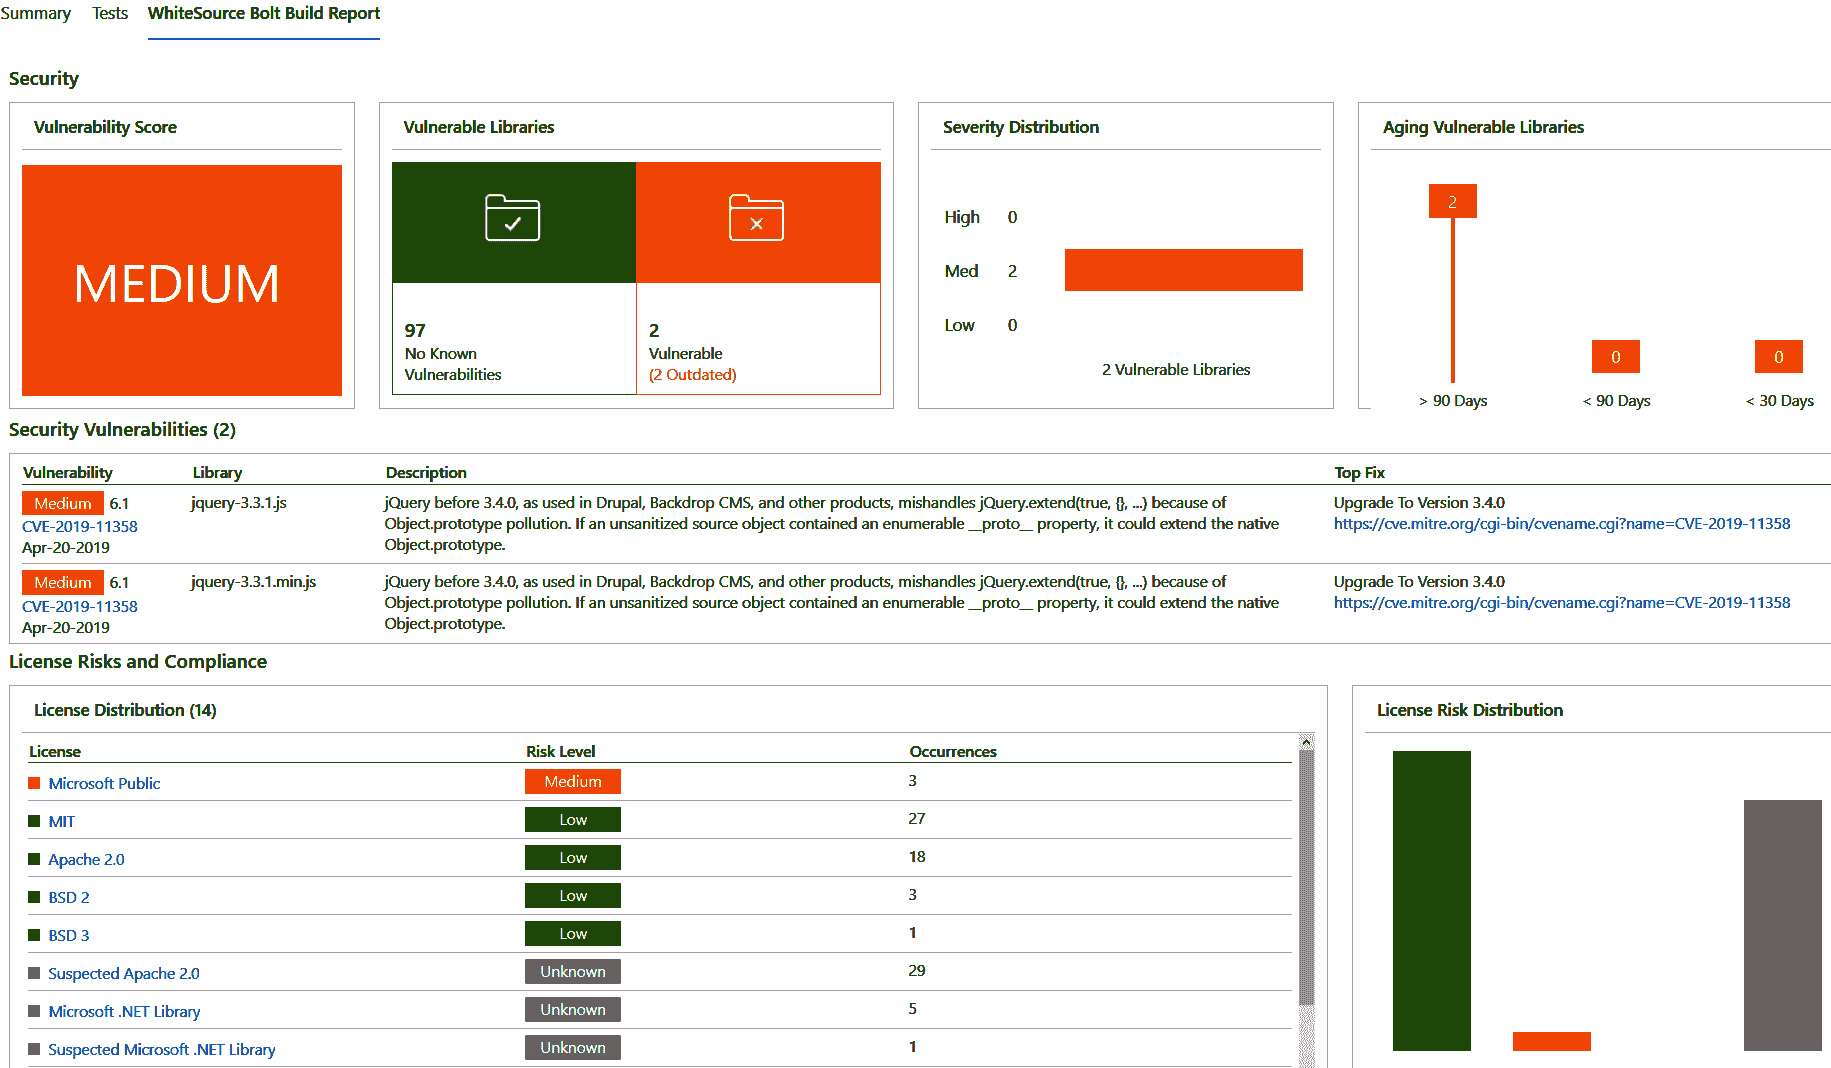 Summary Tests WhiteSource Bolt Build Report
Security
Vulnerability Score
MEDIUM
Vulnerable Libraries
97
No Known
Vulnerabilities
2
Vulnerable
(2 Outdated)
Severity Distribution
High 0
Med 2
Low 0
2 Vulnerable Libraries
Aging Vulnerable Libraries
2
0
0
> 90 Days < 90 Days < 30 Days
Security Vulnerabilities (2)
Vulnerability Library Description Top Fix
Medium 6.1
CVE-2019-11358
Apr-20-2019
jquery-3.3.1.js
jQuery before 3.4.0, as used in Drupal, Backdrop CMS, and other products, mishandles jQuery.extend(true, {}, ...) because of
Object.prototype pollution. If an unsanitized source object contained an enumerable __proto__ property, it could extend the native
Object.prototype.
Upgrade To Version 3.4.0
https://cve.mitre.org/cgi-bin/cvename.cgi?name=CVE-2019-11358
Medium 6.1
CVE-2019-11358
Apr-20-2019
jquery-3.3.1.min.js
jQuery before 3.4.0, as used in Drupal, Backdrop CMS, and other products, mishandles jQuery.extend(true, {}, ...) because of
Object.prototype pollution. If an unsanitized source object contained an enumerable __proto__ property, it could extend the native
Object.prototype.
Upgrade To Version 3.4.0
https://cve.mitre.org/cgi-bin/cvename.cgi?name=CVE-2019-11358
License Risks and Compliance
License Distribution (14)
License Risk Level Occurrences
Microsoft Public Medium 3
MIT Low 27
Apache 2.0 Low 18
BSD 2 Low 3
BSD 3 Low 1
Suspected Apache 2.0 Unknown 29
Microsoft .NET Library Unknown 5
Suspected Microsoft .NET Library Unknown 1
License Risk Distribution